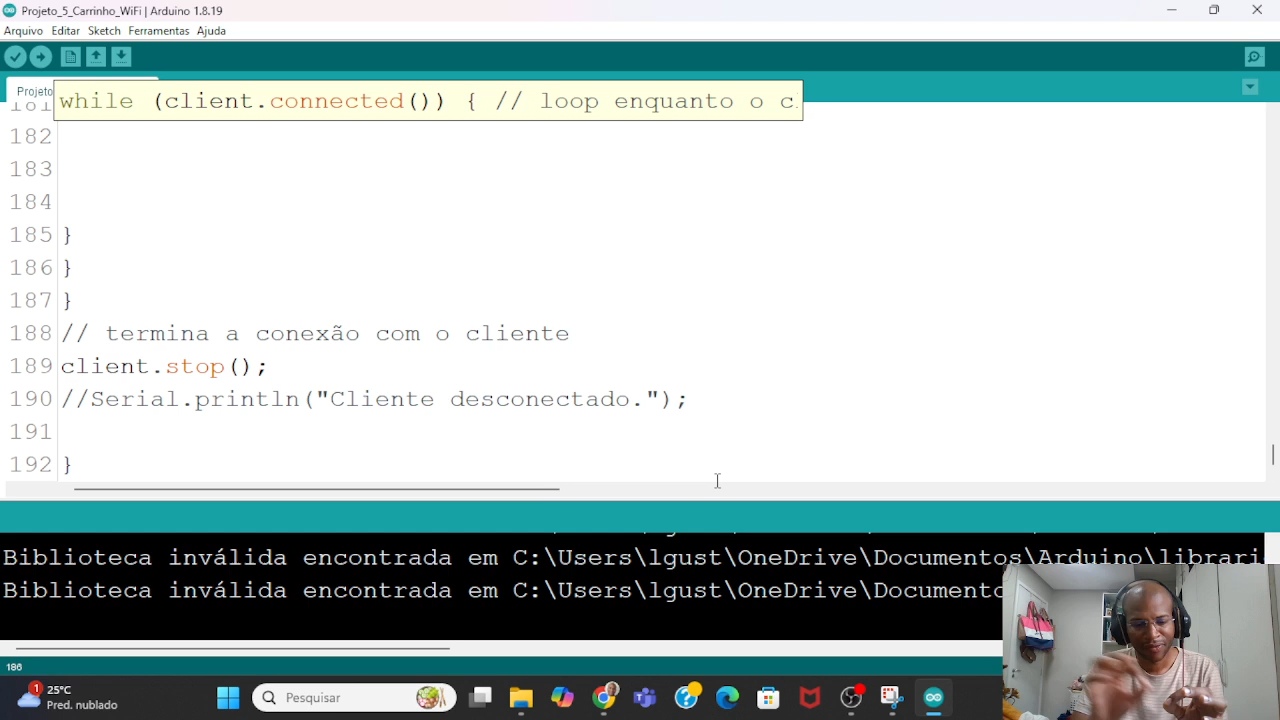 Projeto_5_Carrinho_WiFi | Arduino 1.8.19
Arquivo Editar Sketch Ferramentas Ajuda
Projeto
while (client.connected()) { // loop enquanto o c
181
182
183
184
185 }
186 }
187 }
188 // termina a conexão com o cliente
189 client.stop();
190 //Serial.println("Cliente desconectado.");
191
192 }
Biblioteca inválida encontrada em C:\Users\lgust\OneDrive\Documentos\Arduino\librari
Biblioteca inválida encontrada em C:\Users\lgust\OneDrive\Documento
186
1
25°C
Pred. nublado
Pesquisar